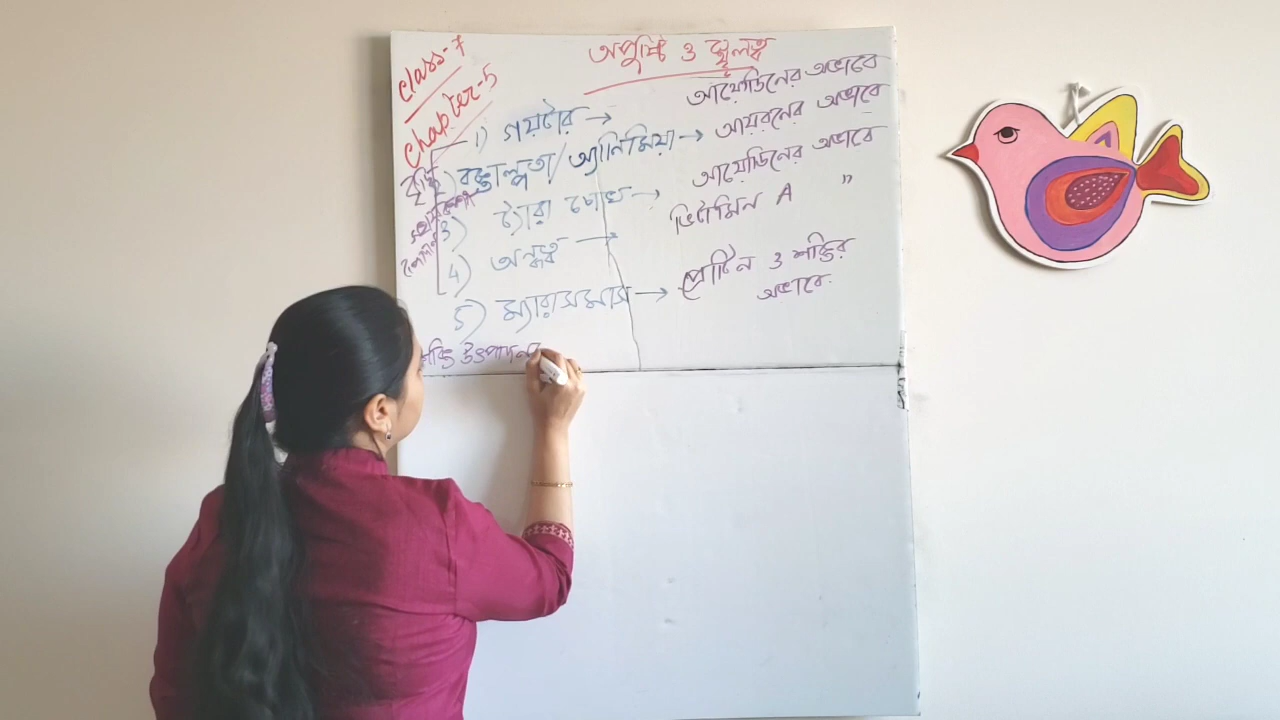 Class-7
Chapter-5
অপুষ্টি ও স্থূলত্ব
1) গয়টার → আয়োডিনের অভাবে
2) রক্তাল্পতা/অ্যানিমিয়া → আয়রনের অভাবে
3) ট্যারা চোখ → আয়োডিনের অভাবে
4) অন্ধত্ব → ভিটামিন A "
5) ম্যারাসমাস → প্রোটিন ও শক্তির
অভাবে.
শক্তি উৎপাদন